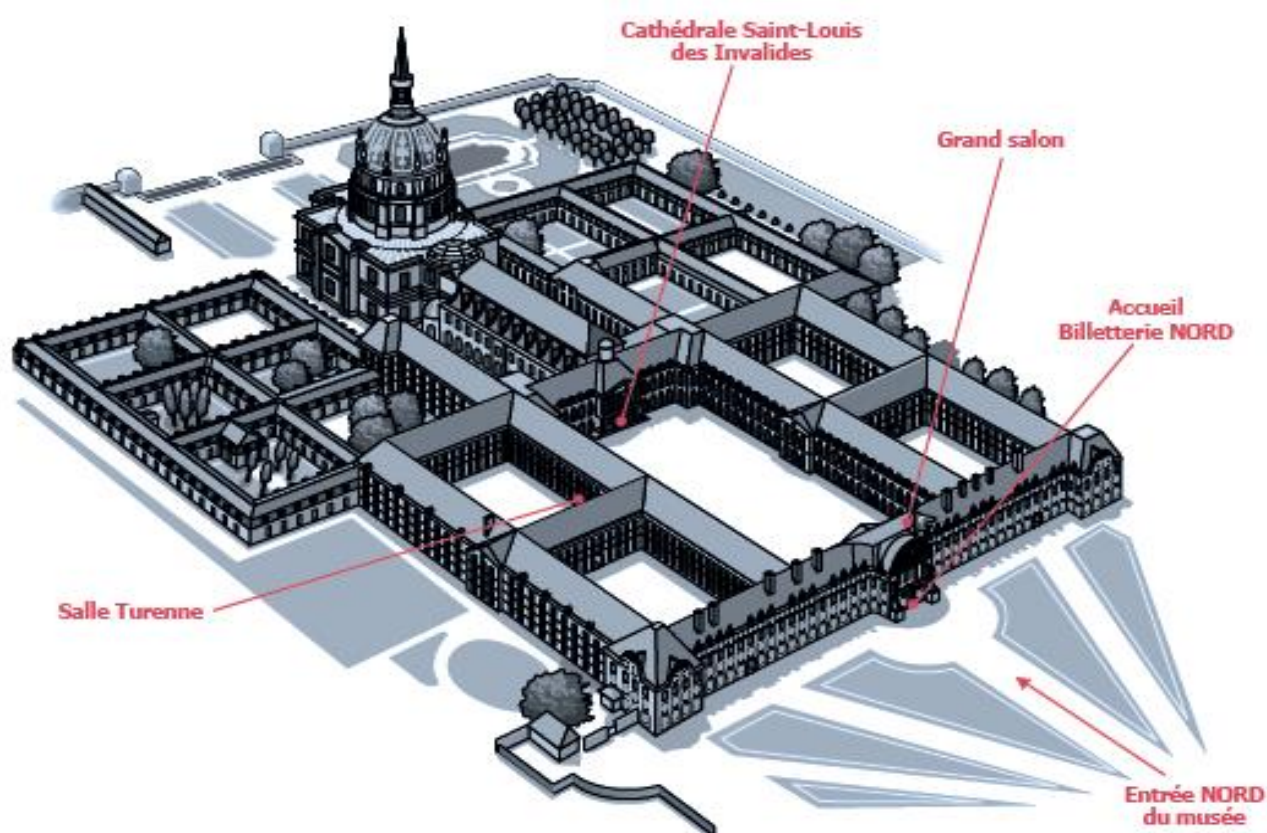 Cathédrale Saint-Louis
des Invalides
Grand salon
Accueil
Billetterie NORD
Salle Turenne
Entrée NORD
du musée